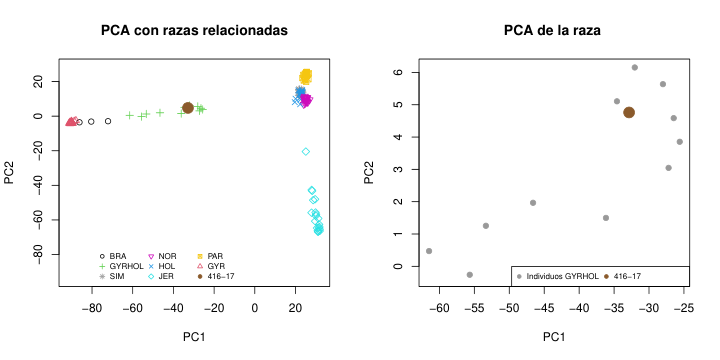 PCA con razas relacionadas
PC2
20
0
−20
−40
−60
−80
BRA NOR PAR
GYRHOL HOL GYR
SIM JER 416−17
−80 −60 −40 −20 0 20
PC1
PCA de la raza
PC2
6
5
4
3
2
1
0
Individuos GYRHOL 416−17
−60 −55 −50 −45 −40 −35 −30 −25
PC1